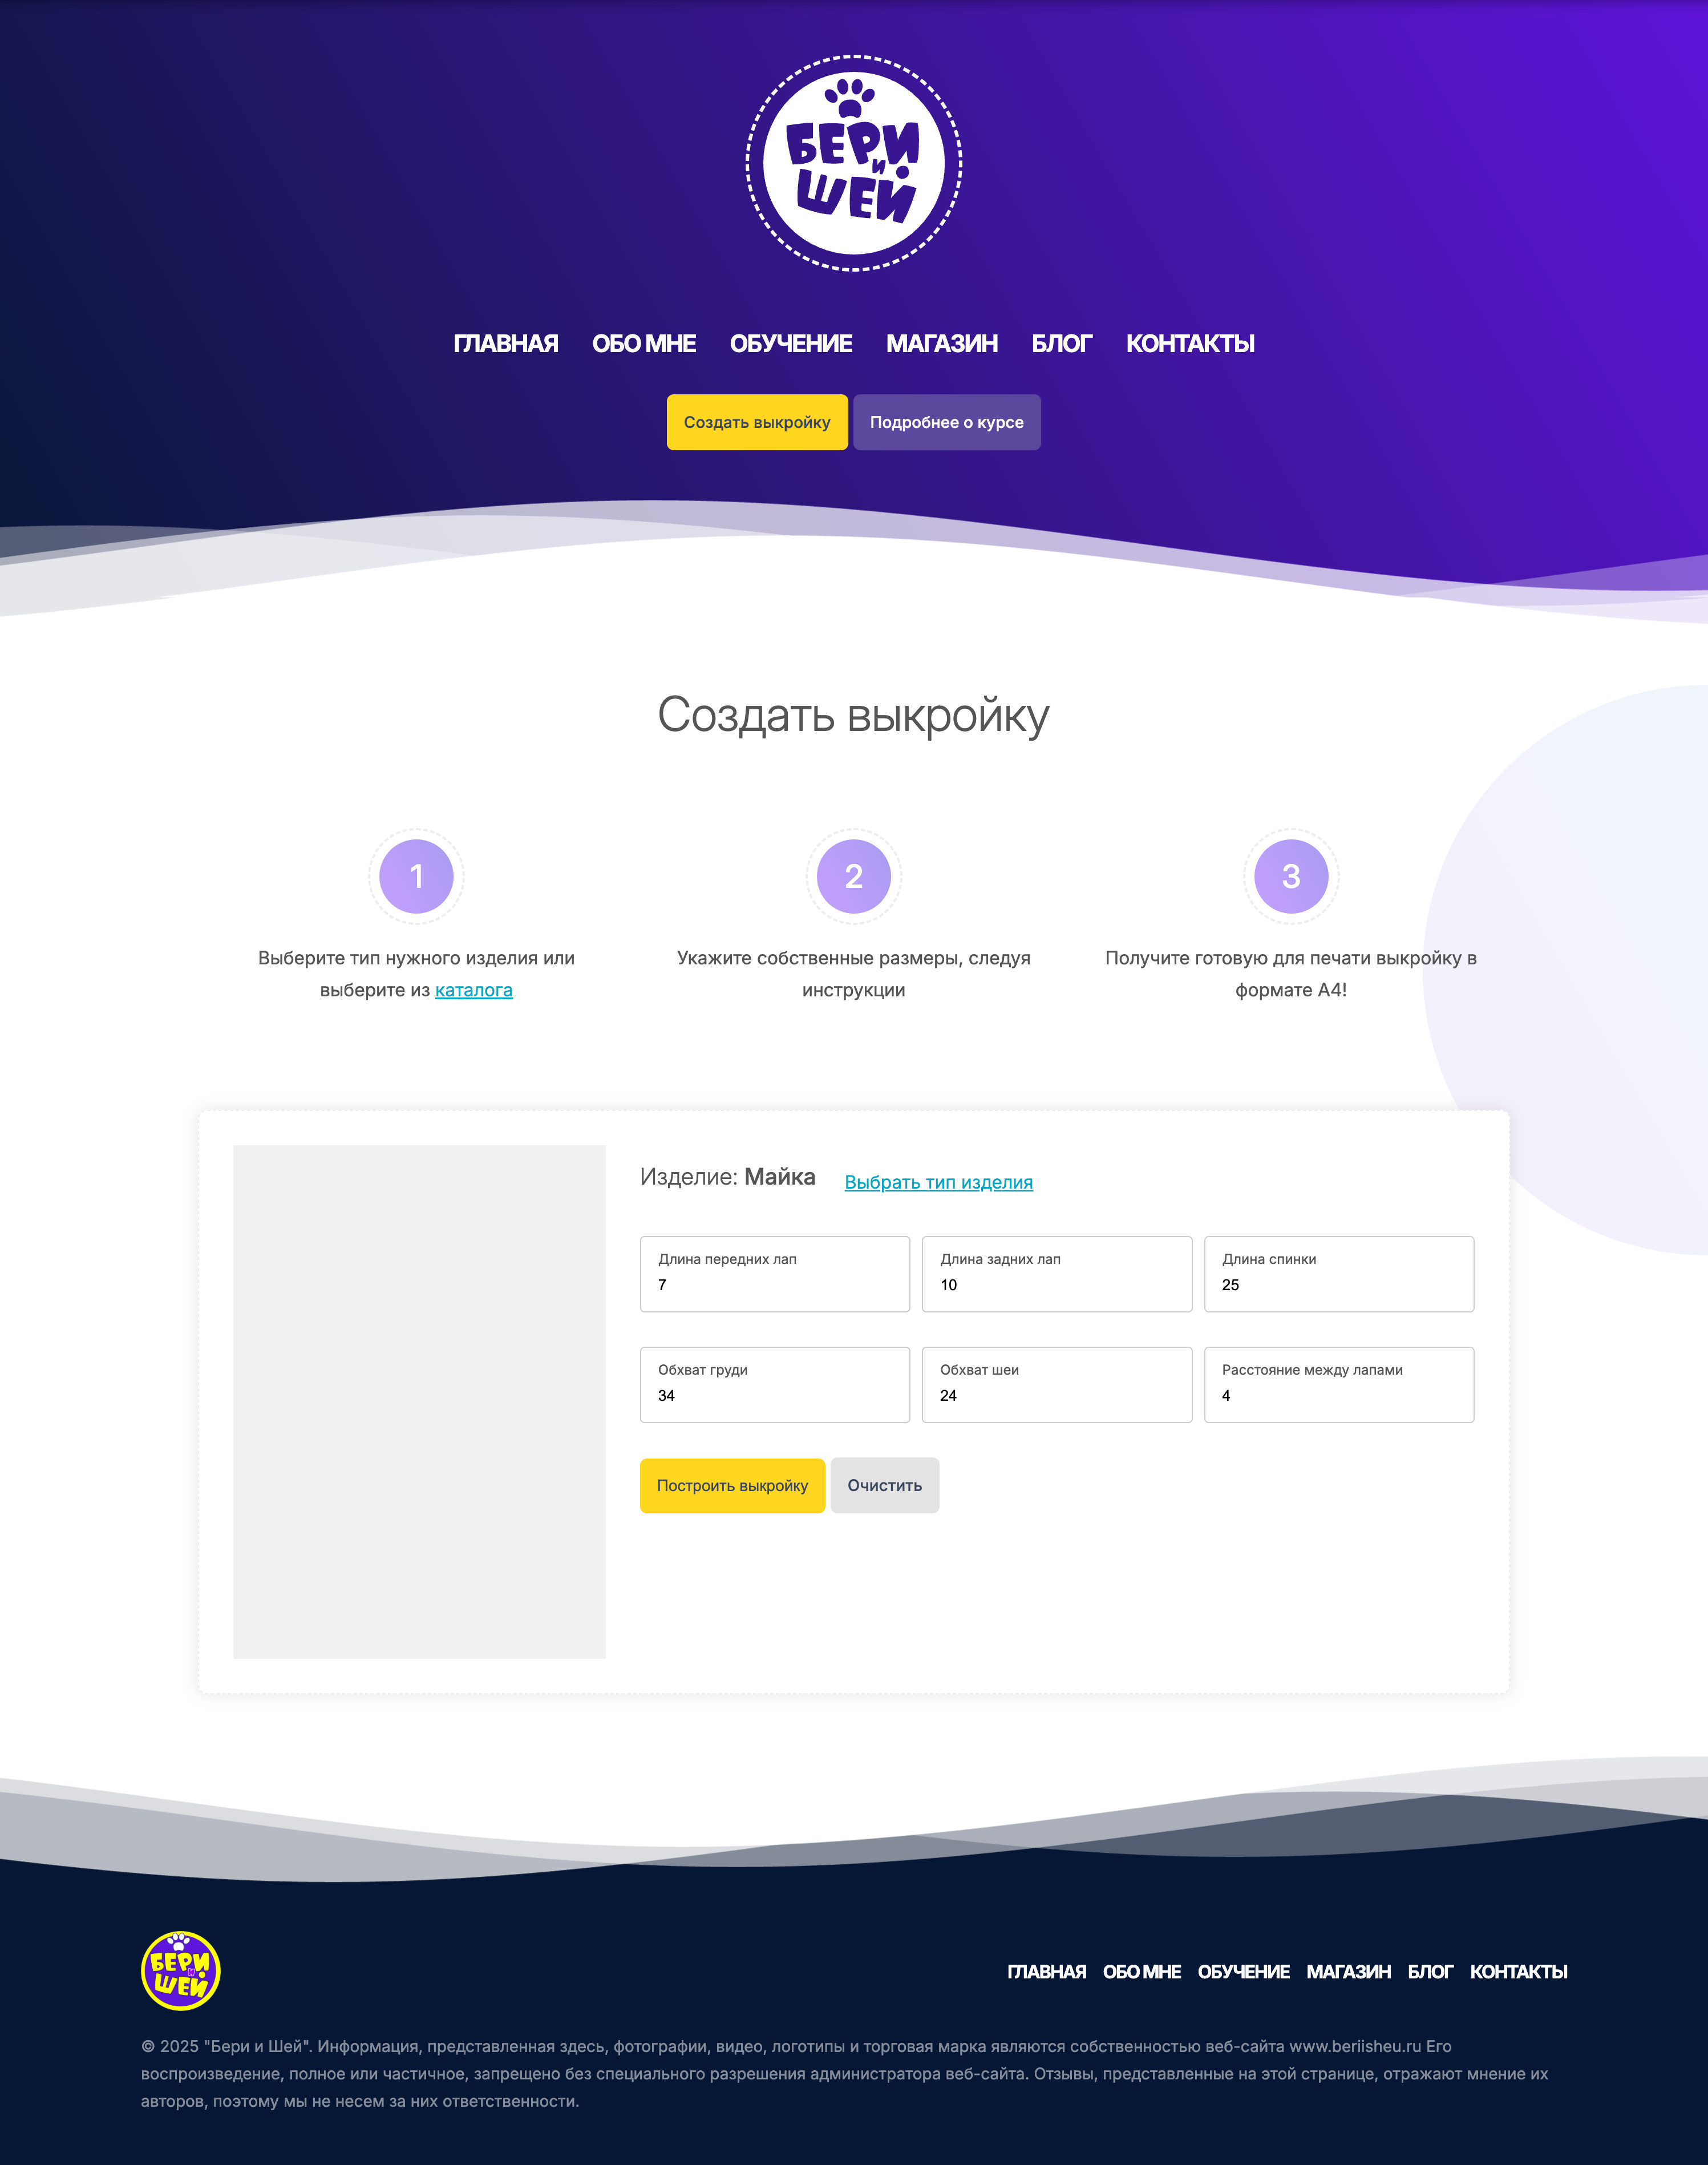 БЕРИ
И
ШЕЙ
ГЛАВНАЯ ОБО МНЕ ОБУЧЕНИЕ МАГАЗИН БЛОГ КОНТАКТЫ
Создать выкройку Подробнее о курсе
Создать выкройку
1
Выберите тип нужного изделия или
выберите из каталога
2
Укажите собственные размеры, следуя
инструкции
3
Получите готовую для печати выкройку в
формате А4!
Изделие: Майка Выбрать тип изделия
Длина передних лап
7
Длина задних лап
10
Длина спинки
25
Обхват груди
34
Обхват шеи
24
Расстояние между лапами
4
Построить выкройку Очистить
БЕРИ
И
ШЕЙ
ГЛАВНАЯ ОБО МНЕ ОБУЧЕНИЕ МАГАЗИН БЛОГ КОНТАКТЫ
© 2025 "Бери и Шей". Информация, представленная здесь, фотографии, видео, логотипы и торговая марка являются собственностью веб-сайта www.beriisheu.ru Его
воспроизведение, полное или частичное, запрещено без специального разрешения администратора веб-сайта. Отзывы, представленные на этой странице, отражают мнение их
авторов, поэтому мы не несем за них ответственности.